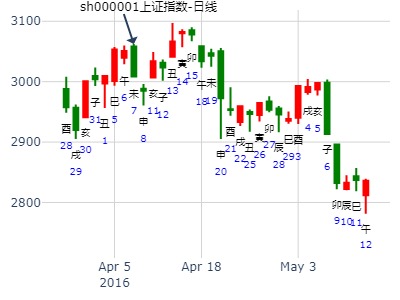 sh000001上证指数-日线
3100
3000
2900
2800
酉
28
戌
29
亥
30
子
31
丑
1
巳
5
午
6
未
7
申
8
亥
11
子
12
丑
13
寅
14
卯
15
午
18
未
19
申
20
酉
21
戌
22
丑
25
寅
26
卯
27
辰
28
巳
29
酉
3
戌
4
亥
5
子
6
卯
9
辰
10
巳
11
午
12
Apr 5
2016
Apr 18
May 3